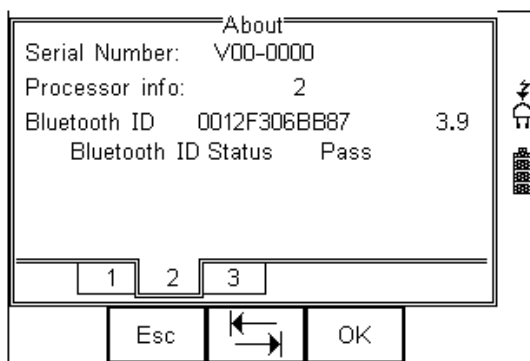 About
Serial Number: V00-0000
Processor info: 2
Bluetooth ID 0012F306BB87 3.9
Bluetooth ID Status Pass
1 2 3
Esc OK